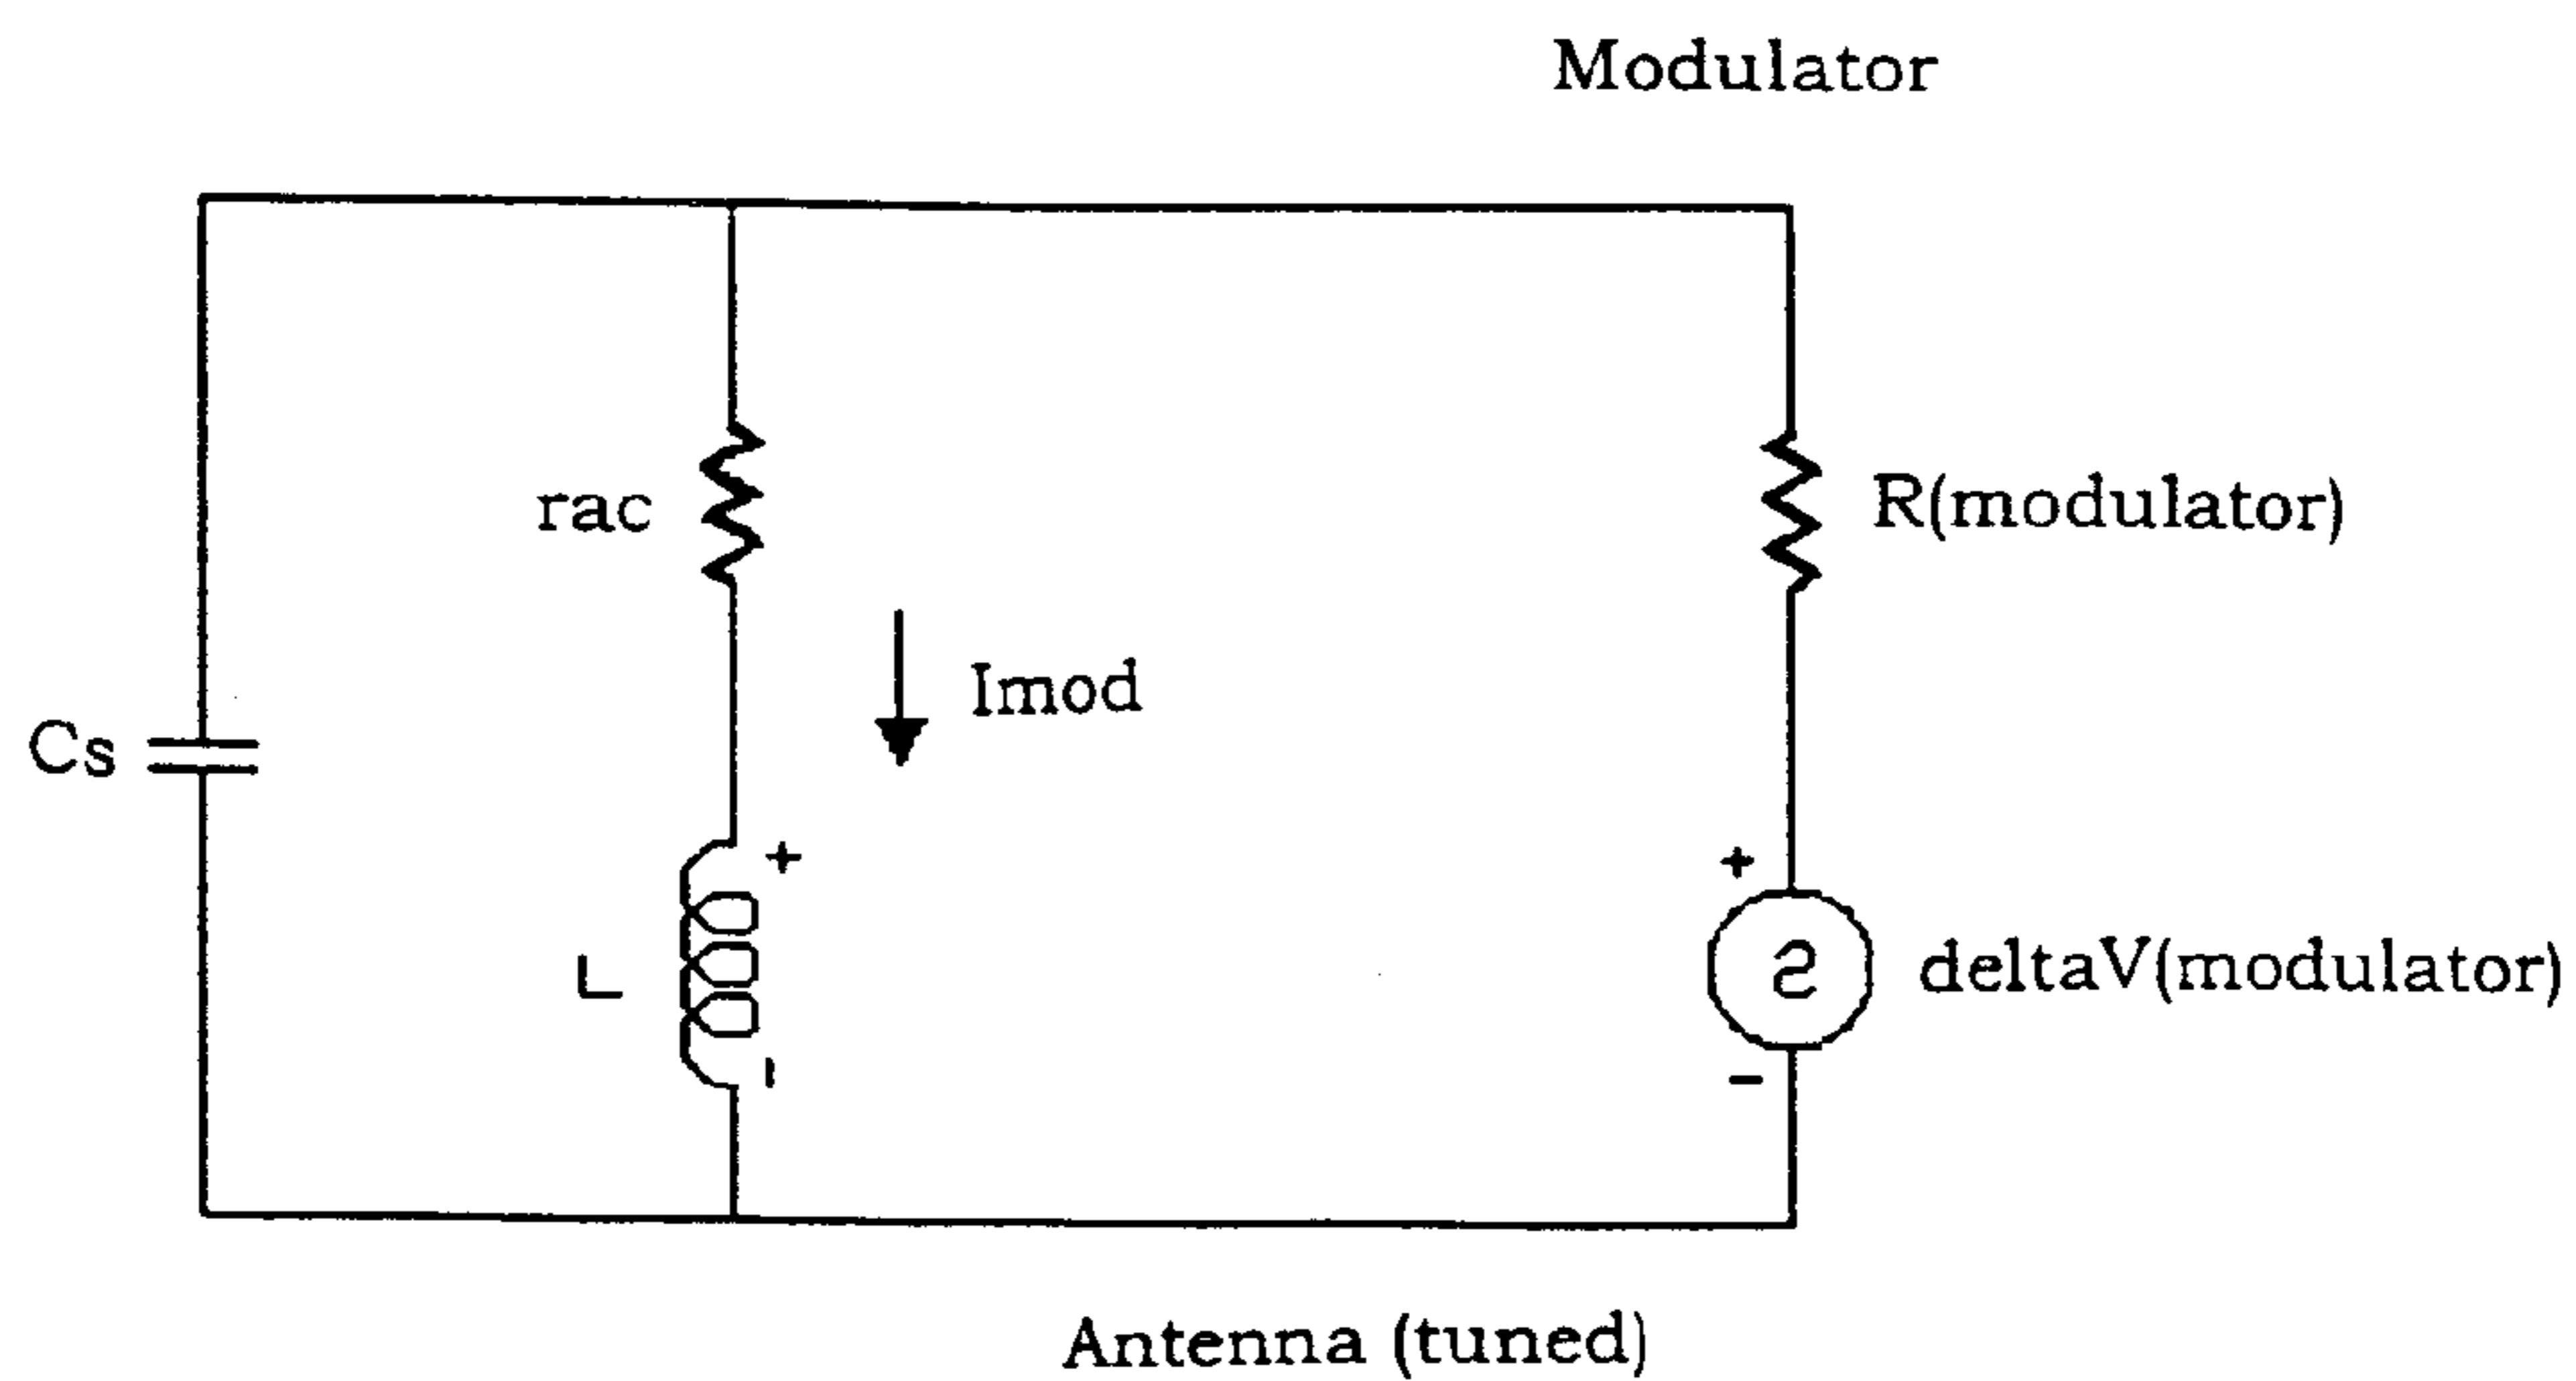 Modulator
rac
R(modulator)
Imod
Cs
+
+
L
deltaV(modulator)
-
-
Antenna (tuned)